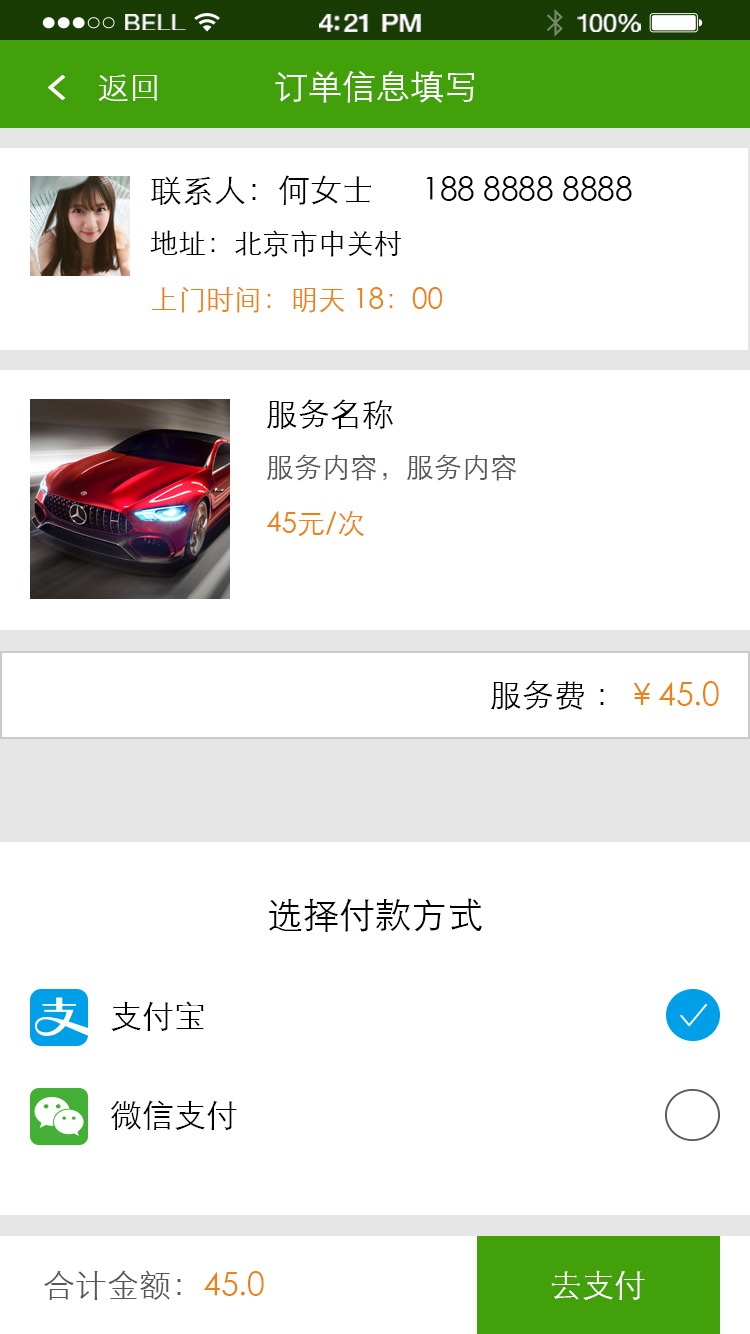 BELL 4:21 PM 100%
返回 订单信息填写
联系人：何女士 188 8888 8888
地址：北京市中关村
上门时间：明天 18：00
服务名称
服务内容，服务内容
45元/次
服务费： ¥ 45.0
选择付款方式
支 支付宝
微信支付
合计金额：45.0 去支付